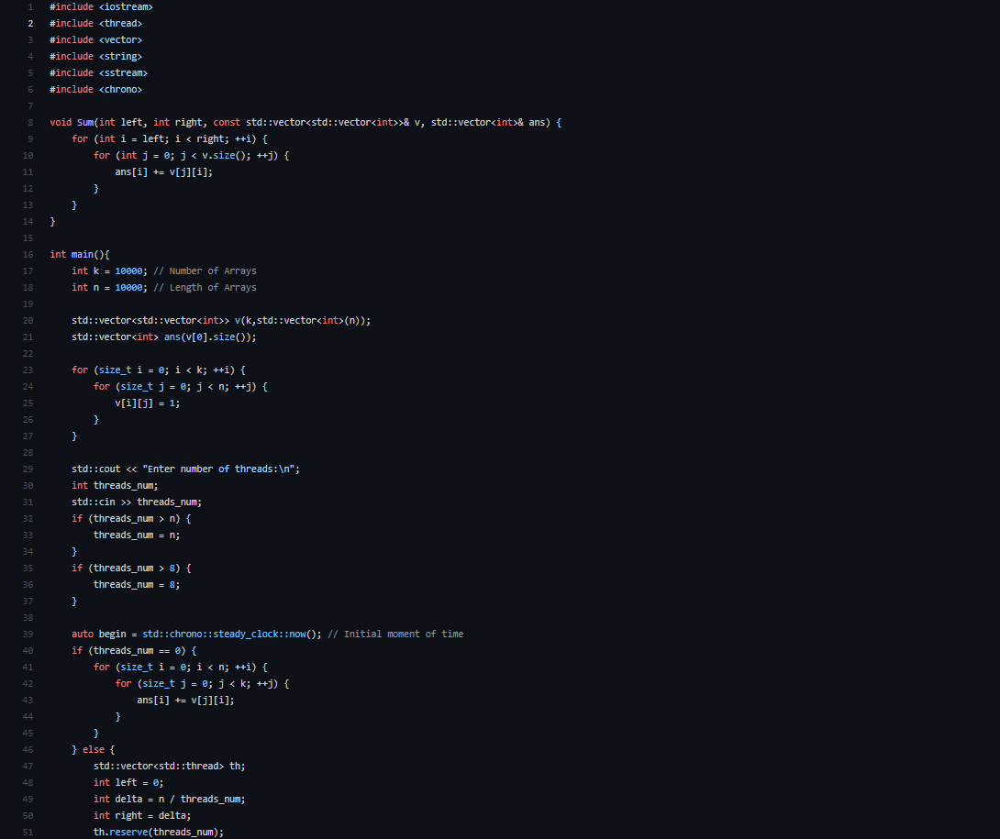 1 #include <iostream>
2 #include <thread>
3 #include <vector>
4 #include <string>
5 #include <sstream>
6 #include <chrono>
7
8 void Sum(int left, int right, const std::vector<std::vector<int>>& v, std::vector<int>& ans) {
9     for (int i = left; i < right; ++i) {
10         for (int j = 0; j < v.size(); ++j) {
11             ans[i] += v[j][i];
12         }
13     }
14 }
15
16 int main(){
17     int k = 10000; // Number of Arrays
18     int n = 10000; // Length of Arrays
19
20     std::vector<std::vector<int>> v(k,std::vector<int>(n));
21     std::vector<int> ans(v[0].size());
22
23     for (size_t i = 0; i < k; ++i) {
24         for (size_t j = 0; j < n; ++j) {
25             v[i][j] = 1;
26         }
27     }
28
29     std::cout << "Enter number of threads:\n";
30     int threads_num;
31     std::cin >> threads_num;
32     if (threads_num > n) {
33         threads_num = n;
34     }
35     if (threads_num > 8) {
36         threads_num = 8;
37     }
38
39     auto begin = std::chrono::steady_clock::now(); // Initial moment of time
40     if (threads_num == 0) {
41         for (size_t i = 0; i < n; ++i) {
42             for (size_t j = 0; j < k; ++j) {
43                 ans[i] += v[j][i];
44             }
45         }
46     } else {
47         std::vector<std::thread> th;
48         int left = 0;
49         int delta = n / threads_num;
50         int right = delta;
51         th.reserve(threads_num);